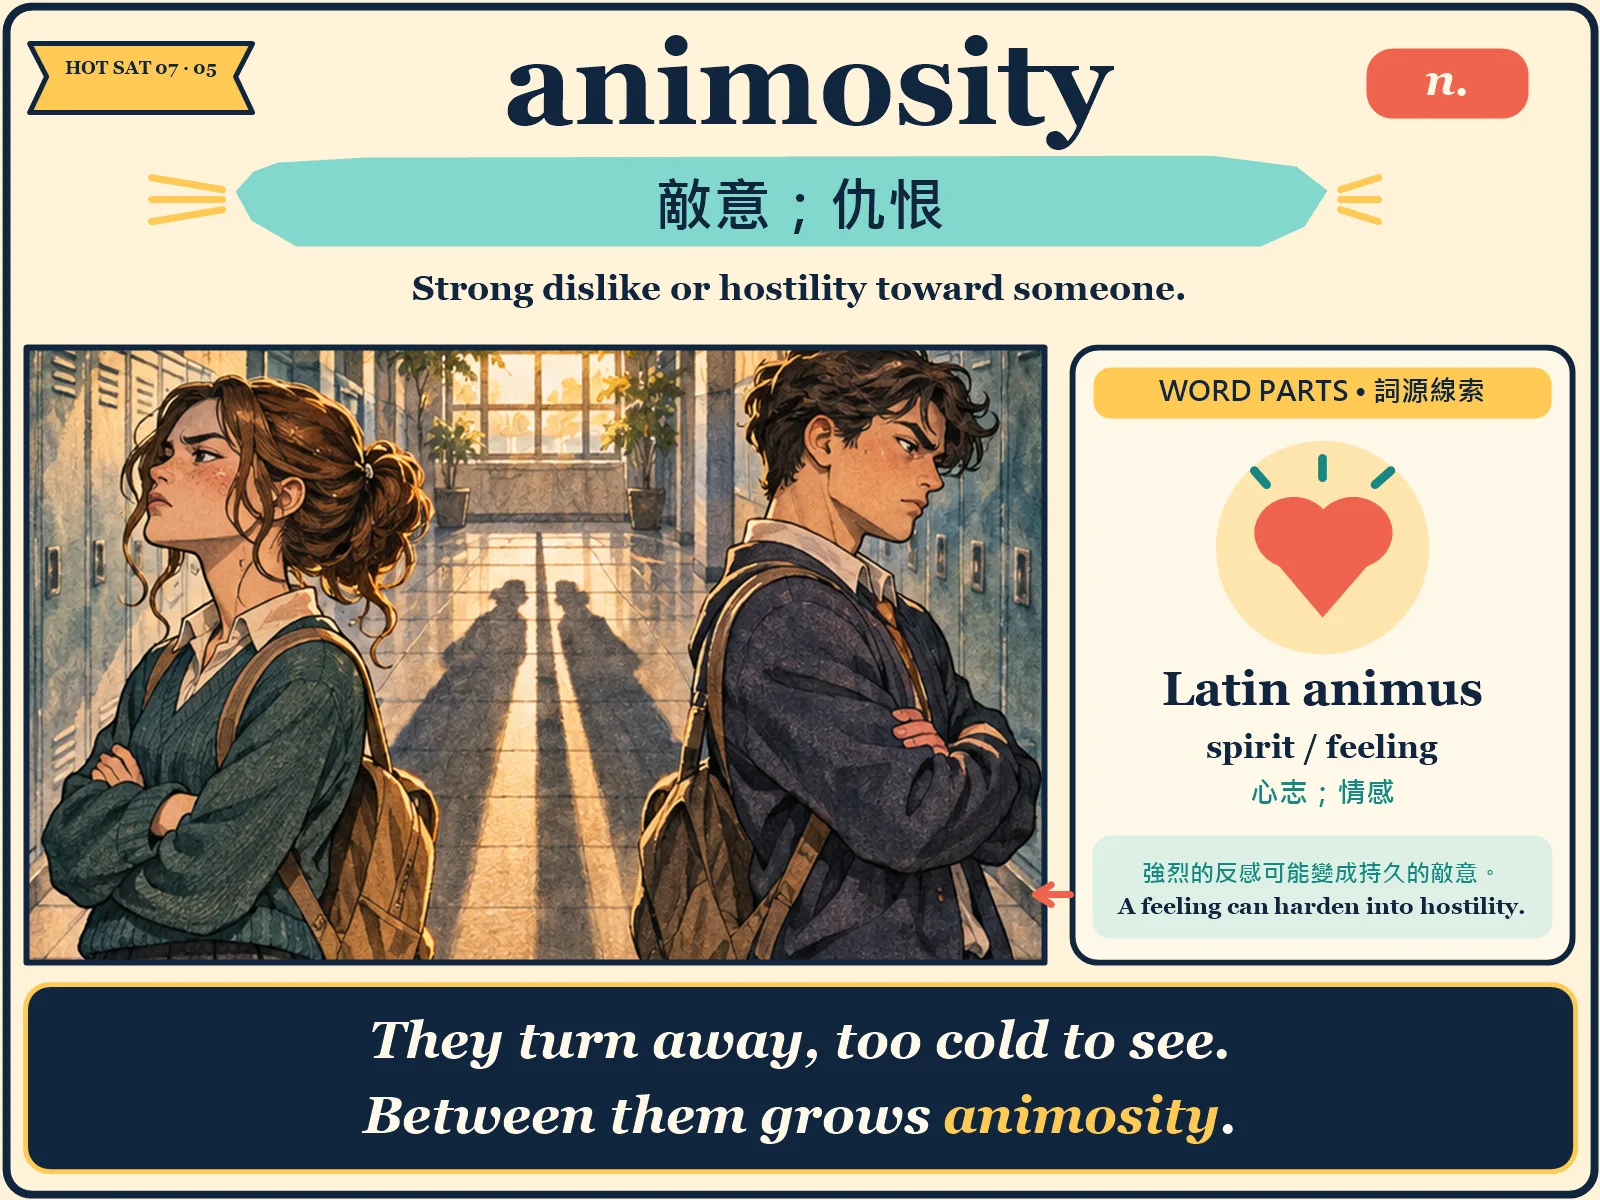 HOT SAT 07 · 05
animosity
n.
敵意；仇恨
Strong dislike or hostility toward someone.
WORD PARTS • 詞源線索
Latin animus
spirit / feeling
心志；情感
強烈的反感可能變成持久的敵意。
A feeling can harden into hostility.
They turn away, too cold to see.
Between them grows animosity.